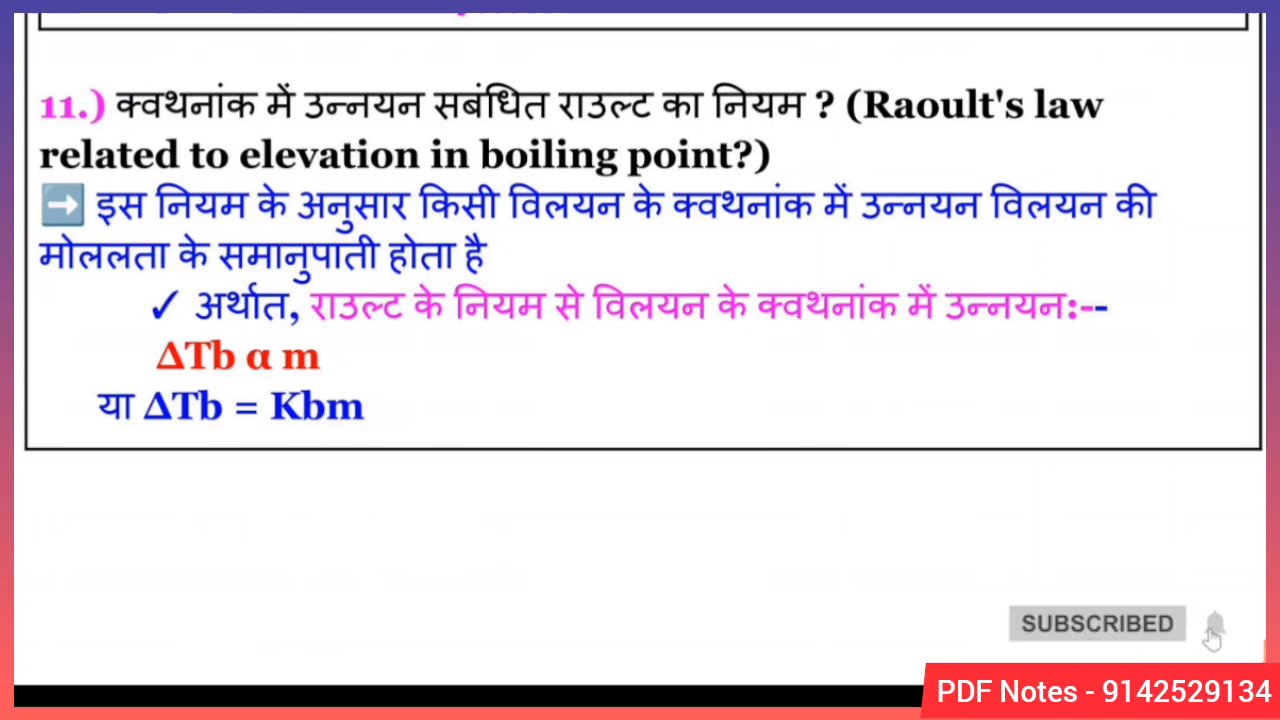 11.) क्वथनांक में उन्नयन सबंधित राउल्ट का नियम ? (Raoult's law
related to elevation in boiling point?)
➡️ इस नियम के अनुसार किसी विलयन के क्वथनांक में उन्नयन विलयन की
मोललता के समानुपाती होता है
✓ अर्थात, राउल्ट के नियम से विलयन के क्वथनांक में उन्नयन:--
ΔTb α m
या ΔTb = Kbm
SUBSCRIBED
PDF Notes - 9142529134